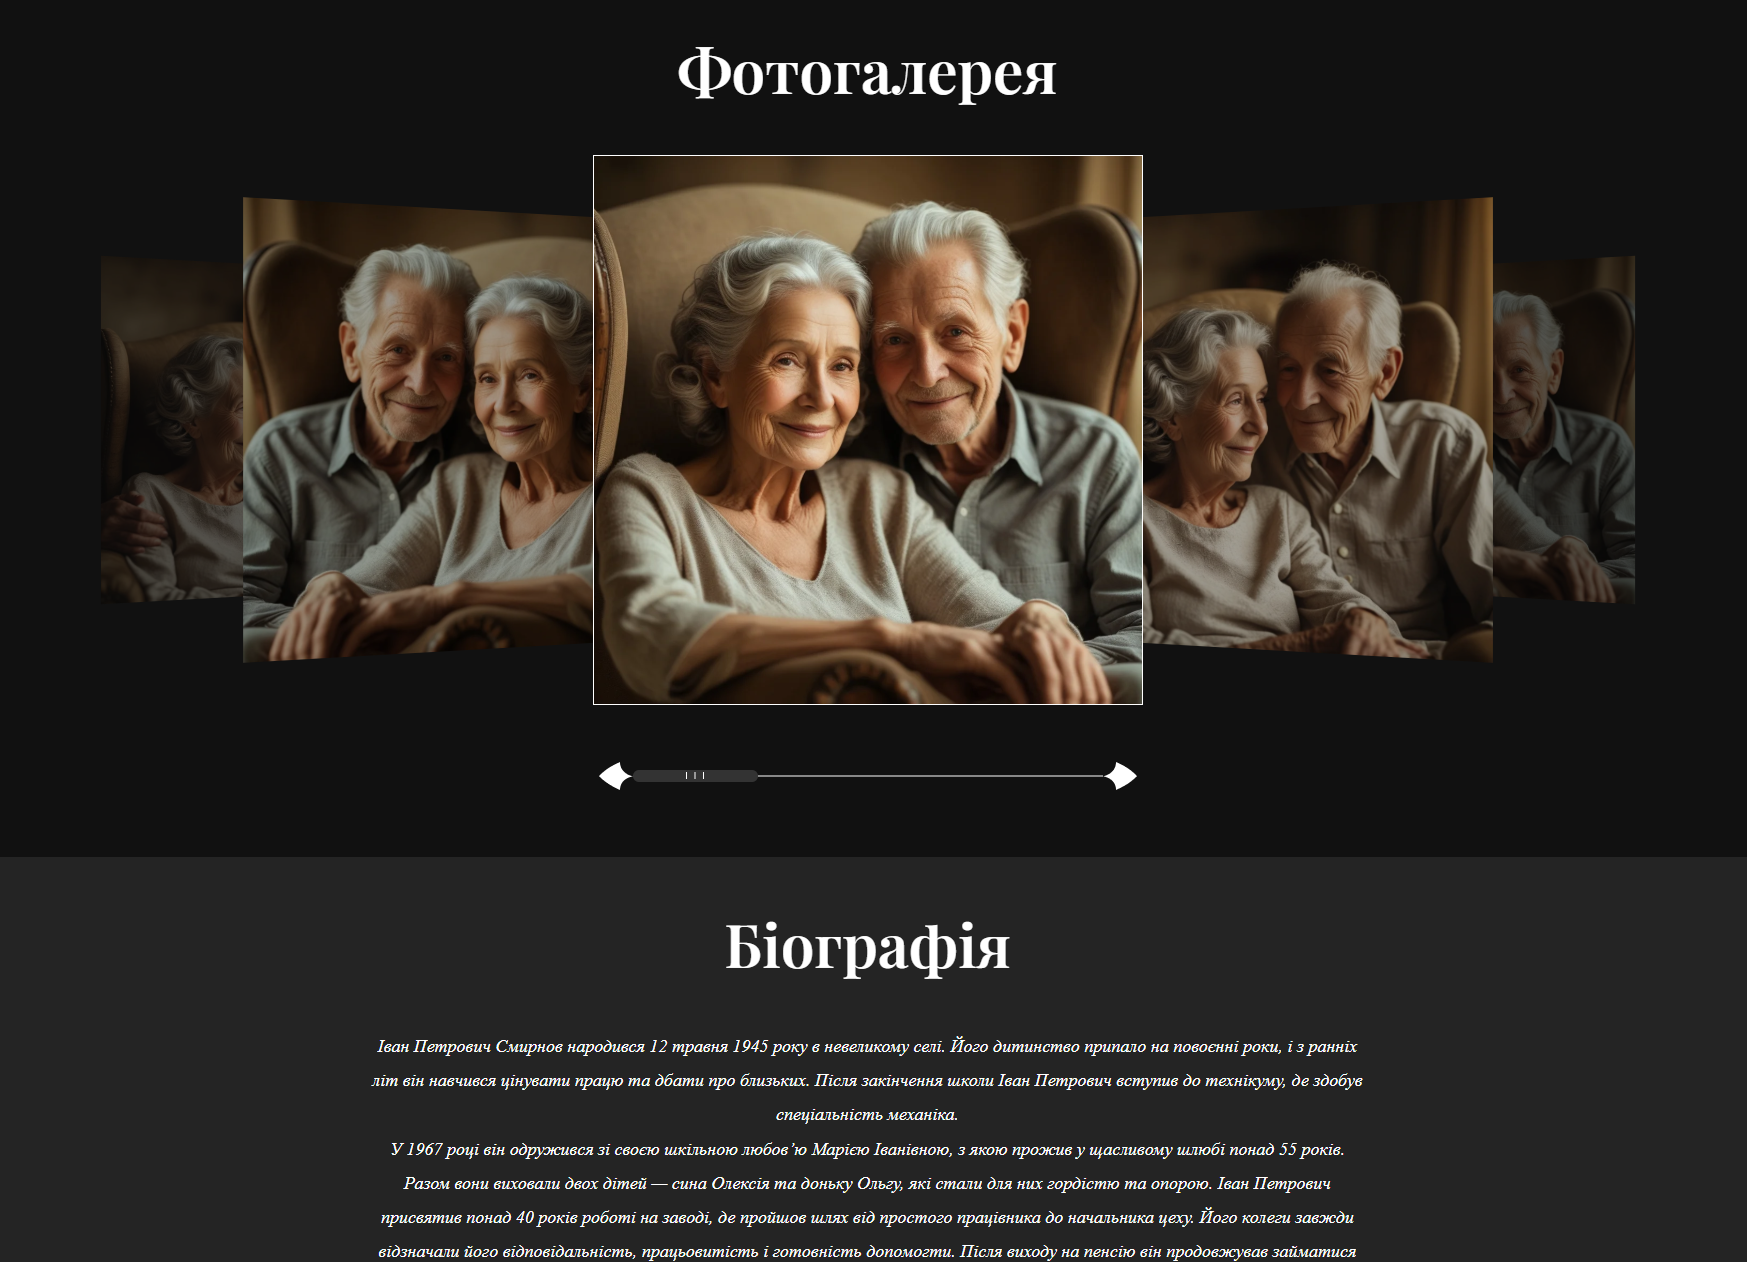 Фотогалерея
Біографія
Іван Петрович Смирнов народився 12 травня 1945 року в невеликому селі. Його дитинство припало на повоєнні роки, і з ранніх
літ він навчився цінувати працю та дбати про близьких. Після закінчення школи Іван Петрович вступив до технікуму, де здобув
спеціальність механіка.
У 1967 році він одружився зі своєю шкільною любов’ю Марією Іванівною, з якою прожив у щасливому шлюбі понад 55 років.
Разом вони виховали двох дітей — сина Олексія та доньку Ольгу, які стали для них гордістю та опорою. Іван Петрович
присвятив понад 40 років роботі на заводі, де пройшов шлях від простого працівника до начальника цеху. Його колеги завжди
відзначали його відповідальність, працьовитість і готовність допомогти. Після виходу на пенсію він продовжував займатися